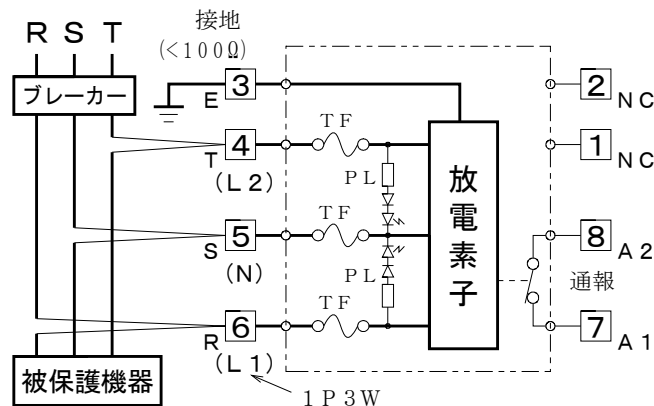 R S T
接地
(<100Ω)
ブレーカー
3
E
2
NC
TF
4
T
(L2)
1
NC
PL
放電素子
TF
5
S
(N)
8
A2
PL
通報
TF
6
R
(L1)
7
A1
被保護機器
1P3W